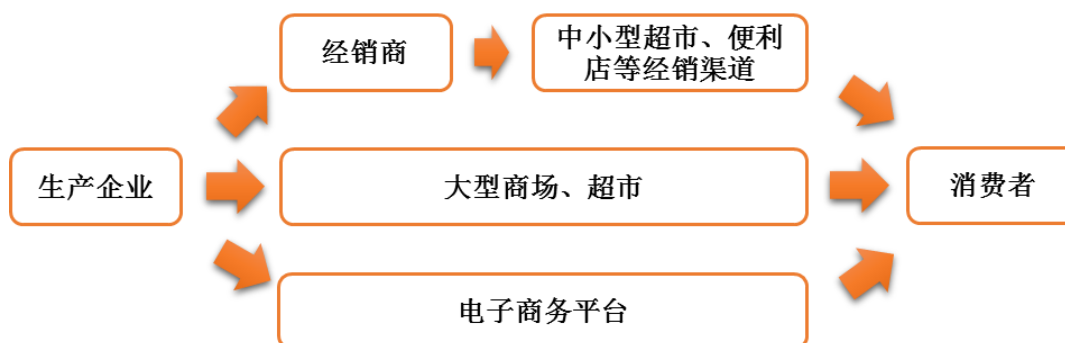 经销商
中小型超市、便利
店等经销渠道
生产企业
大型商场、超市
消费者
电子商务平台